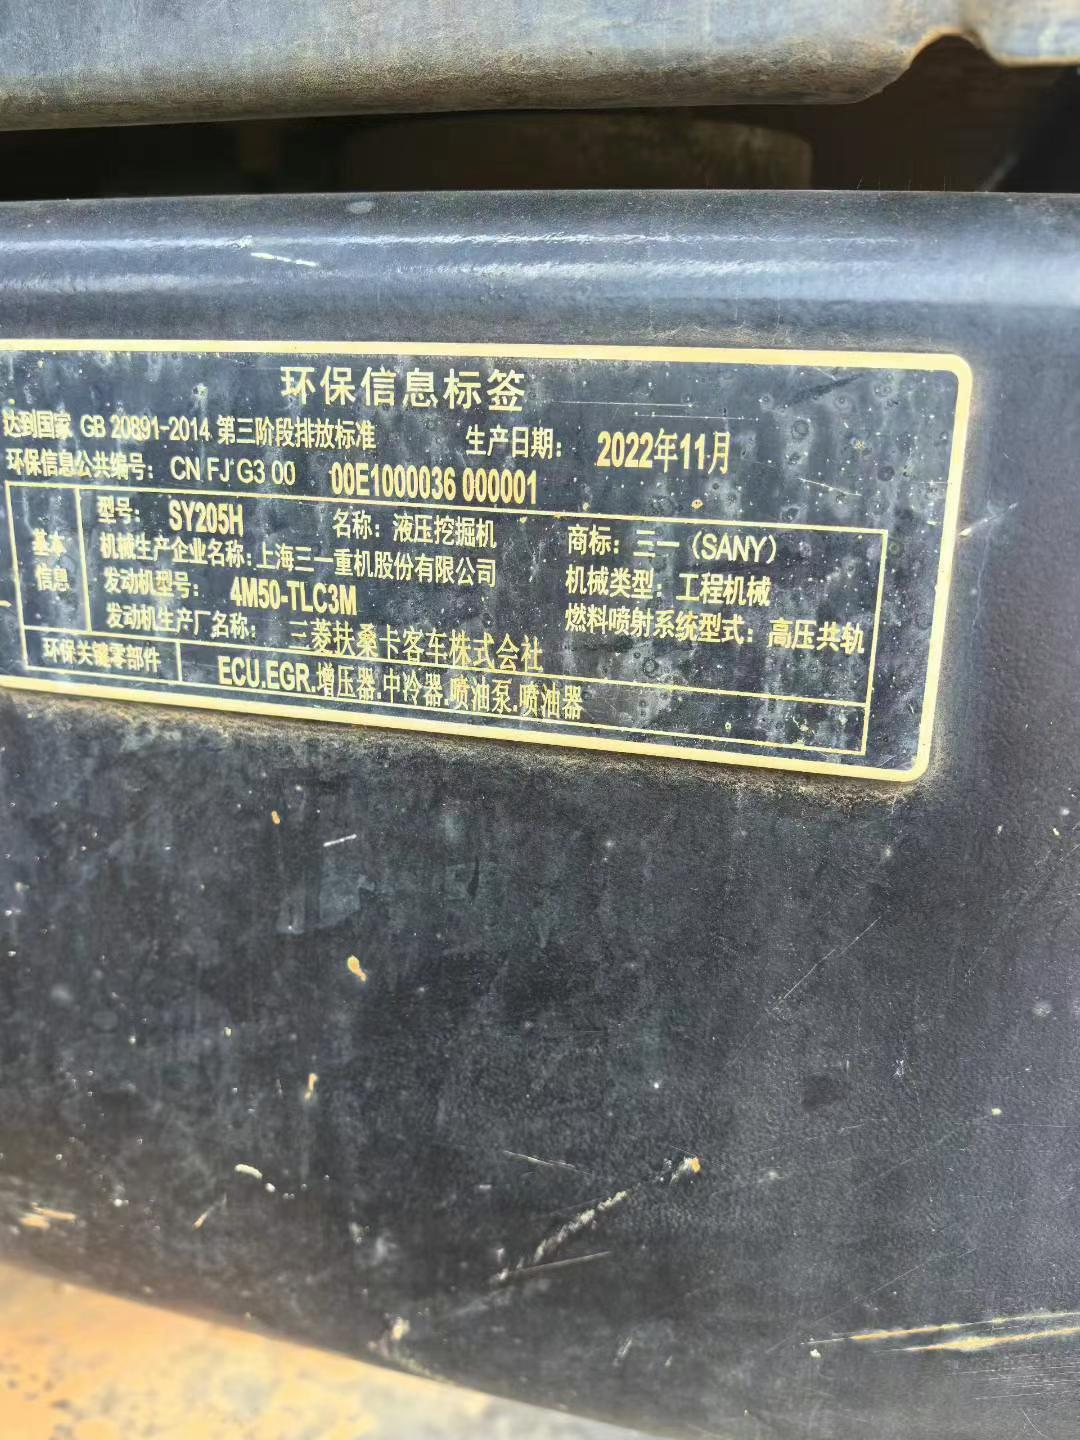 环保信息标签
达到国家 GB 20891-2014 第三阶段排放标准 生产日期： 2022年11月
环保信息公共编号： CN FJ G3 00 00E1000036 000001
基本信息
型号： SY205H 名称： 液压挖掘机 商标： 三一（SANY）
机械生产企业名称: 上海三一重机股份有限公司 机械类型： 工程机械
发动机型号： 4M50-TLC3M 燃料喷射系统型式： 高压共轨
发动机生产厂名称： 三菱扶桑卡客车株式会社
环保关键零部件 ECU.EGR.增压器.中冷器.喷油泵.喷油器